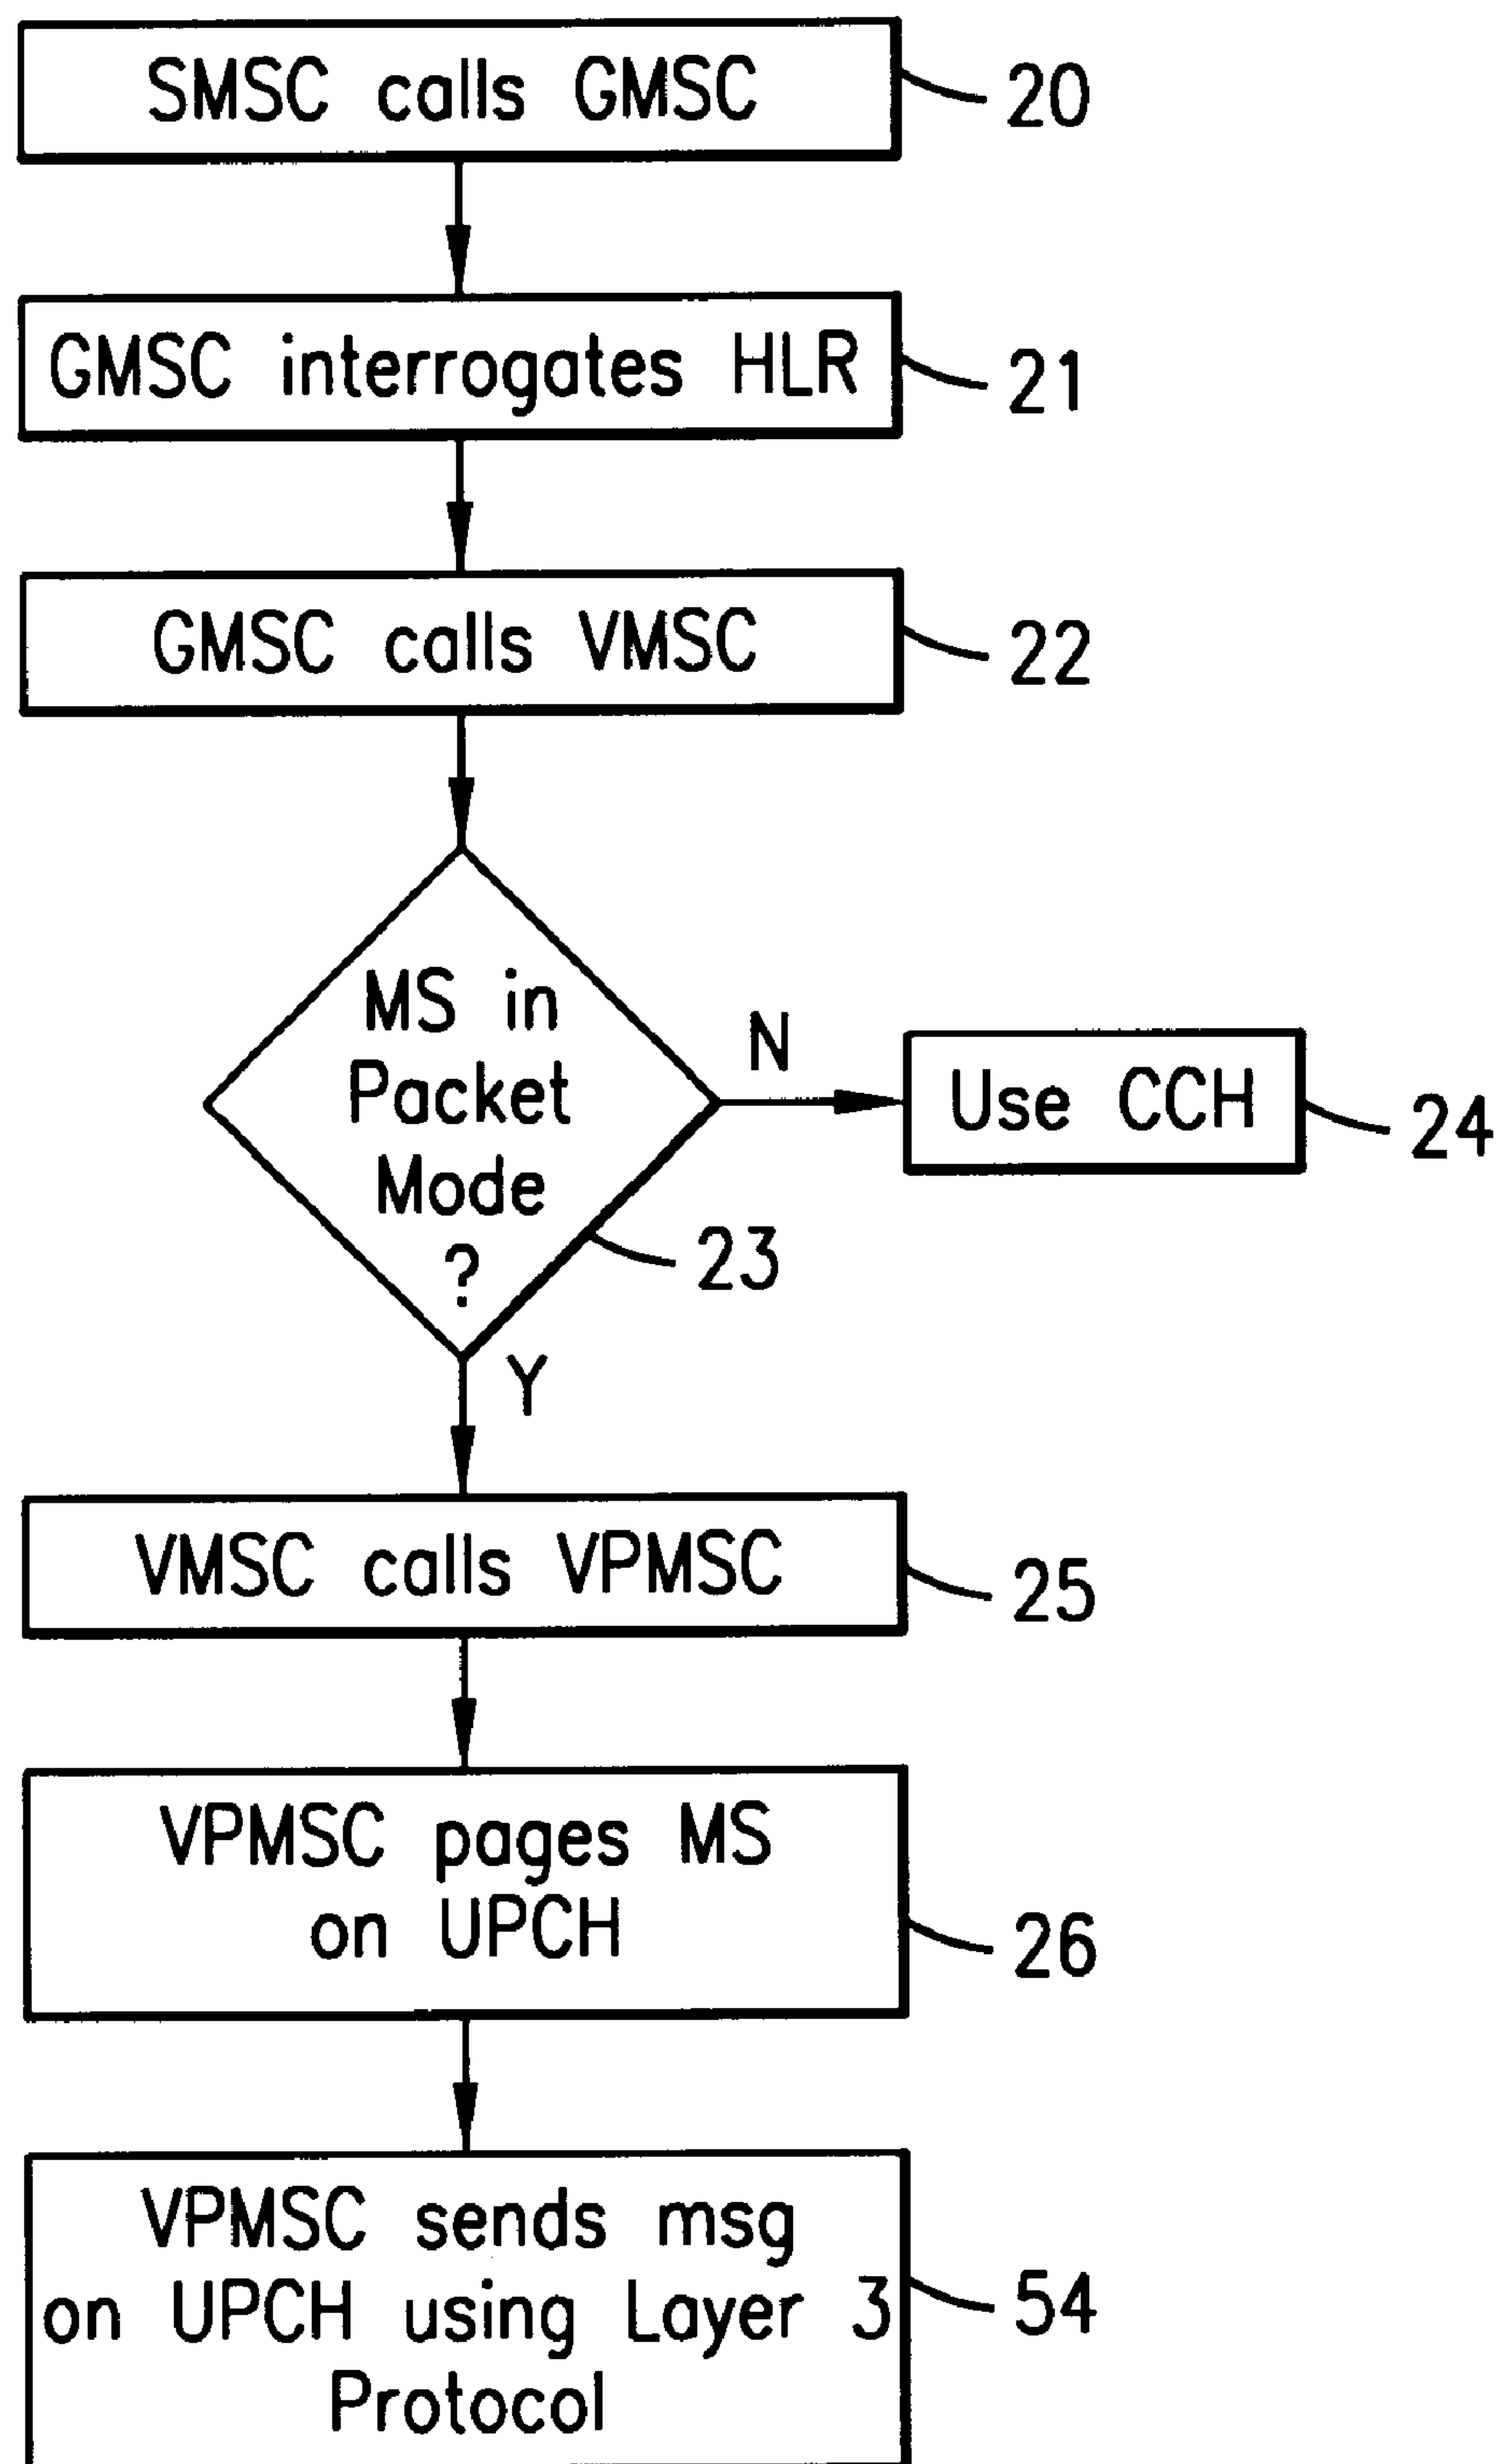 SMSC calls GMSC
20
GMSC interrogates HLR
21
GMSC calls VMSC
22
MS in
Packet
Mode
?
N
Use CCH
24
23
Y
VMSC calls VPMSC
25
VPMSC pages MS
on UPCH
26
VPMSC sends msg
on UPCH using Layer 3
Protocol
54